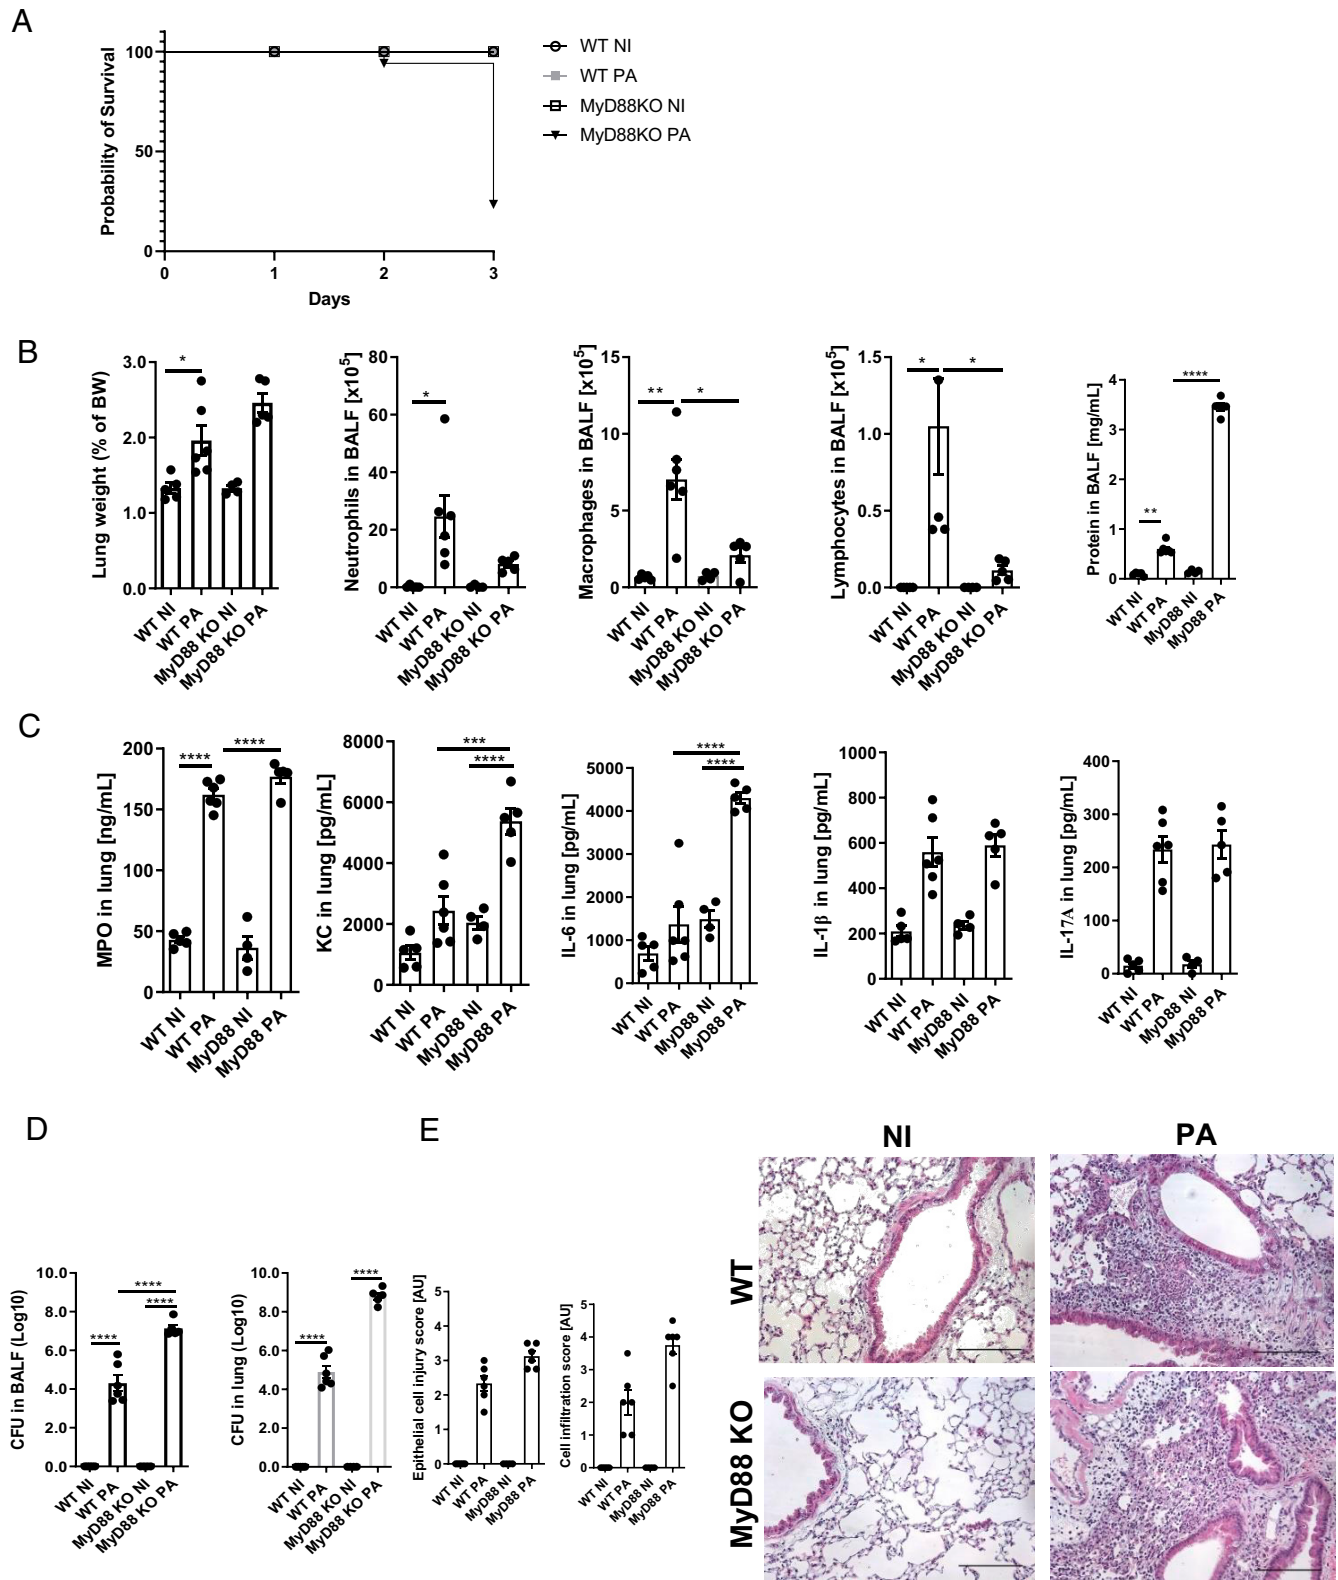 A
Probability of Survival
100
50
0
0 1 2 3
Days
WT NI
WT PA
MyD88KO NI
MyD88KO PA
B
Lung weight (% of BW)
3.0
2.0
1.0
0.0
*
WT NI
WT PA
MyD88 KO NI
MyD88 KO PA
Neutrophils in BALF [x10⁵]
80
60
40
20
0
*
WT NI
WT PA
MyD88 KO NI
MyD88 KO PA
Macrophages in BALF [x10⁵]
15
10
5
0
** *
WT NI
WT PA
MyD88 KO NI
MyD88 KO PA
Lymphocytes in BALF [x10⁵]
1.5
1.0
0.5
0.0
* *
WT NI
WT PA
MyD88 KO NI
MyD88 KO PA
Protein in BALF [mg/mL]
4
3
2
1
0
****
**
WT NI
WT PA
MyD88 NI
MyD88 PA
C
MPO in lung [ng/mL]
200
150
100
50
0
**** ****
WT NI
WT PA
MyD88 NI
MyD88 PA
KC in lung [pg/mL]
8000
6000
4000
2000
0
***
****
WT NI
WT PA
MyD88 NI
MyD88 PA
IL-6 in lung [pg/mL]
5000
4000
3000
2000
1000
0
****
****
WT NI
WT PA
MyD88 NI
MyD88 PA
IL-1β in lung [pg/mL]
1000
800
600
400
200
0
WT NI
WT PA
MyD88 NI
MyD88 PA
IL-17A in lung [pg/mL]
400
300
200
100
0
WT NI
WT PA
MyD88 NI
MyD88 PA
D
CFU in BALF (Log10)
10.0
8.0
6.0
4.0
2.0
0.0
****
****
****
WT NI
WT PA
MyD88 KO NI
MyD88 KO PA
CFU in lung (Log10)
10.0
8.0
6.0
4.0
2.0
0.0
****
****
WT NI
WT PA
MyD88 KO NI
MyD88 KO PA
E
Epithelial cell injury score [AU]
5
4
3
2
1
0
WT NI
WT PA
MyD88 NI
MyD88 PA
Cell infiltration score [AU]
5
4
3
2
1
0
WT NI
WT PA
MyD88 NI
MyD88 PA
NI
PA
WT
MyD88 KO